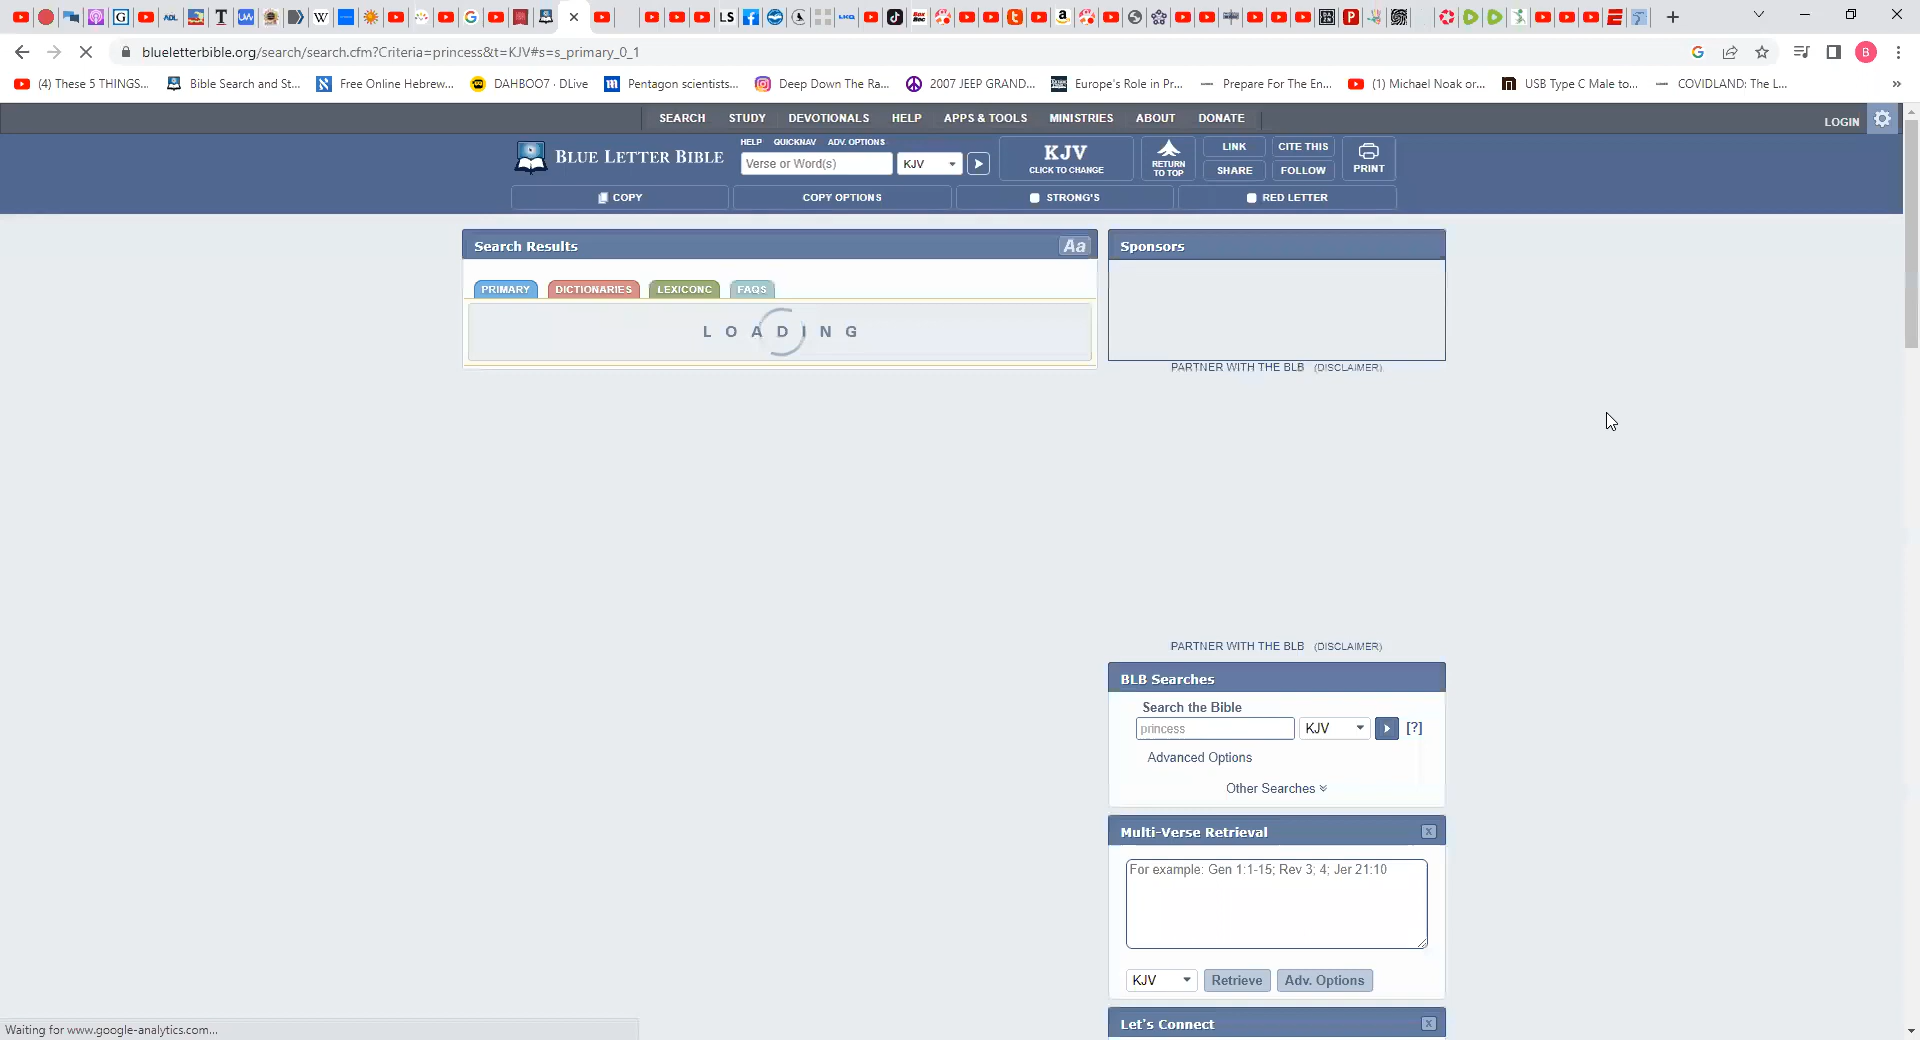 blueletterbible.org/search/search.cfm?Criteria=princess&t=KJV#s=s_primary_0_1
(4) These 5 THINGS... Bible Search and St... Free Online Hebrew... DAHBOO7 · DLive Pentagon scientists... Deep Down The Ra... 2007 JEEP GRAND... Europe's Role in Pr... Prepare For The En... (1) Michael Noak or... USB Type C Male to... COVIDLAND: The L... »
SEARCH STUDY DEVOTIONALS HELP APPS & TOOLS MINISTRIES ABOUT DONATE LOGIN
HELP QUICKNAV ADV. OPTIONS
BLUE LETTER BIBLE
Verse or Word(s) KJV
KJV
CLICK TO CHANGE
RETURN
TO TOP
LINK CITE THIS
SHARE FOLLOW
PRINT
COPY COPY OPTIONS STRONG'S RED LETTER
Search Results Aa
PRIMARY DICTIONARIES LEXICONC FAQS
LOADING
Sponsors
PARTNER WITH THE BLB (DISCLAIMER)
PARTNER WITH THE BLB (DISCLAIMER)
BLB Searches
Search the Bible
princess KJV [?]
Advanced Options
Other Searches
Multi-Verse Retrieval X
For example: Gen 1:1-15; Rev 3; 4; Jer 21:10
KJV Retrieve Adv. Options
Let's Connect X
Waiting for www.google-analytics.com...